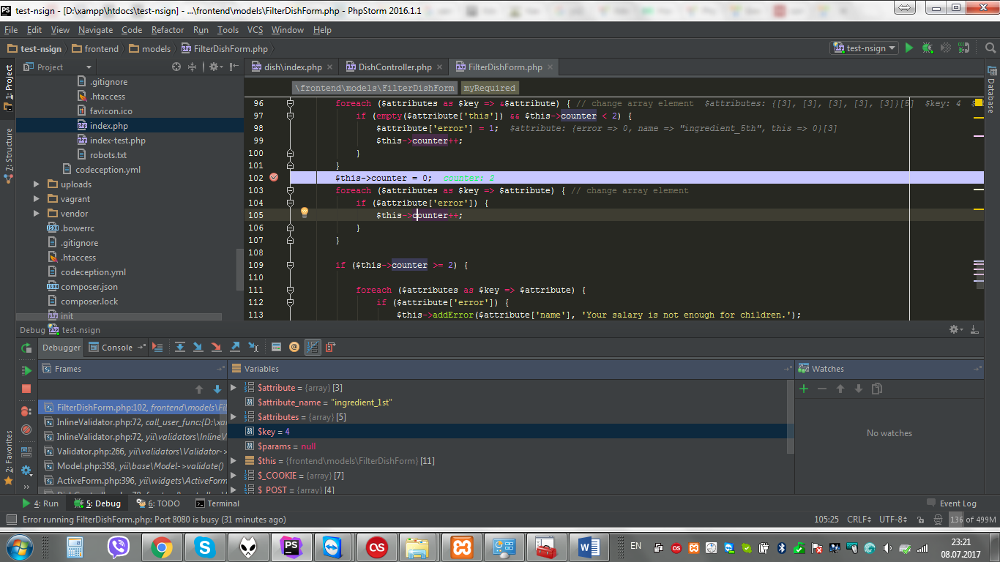 test-nsign - [D:\xampp\htdocs\test-nsign] - ...\frontend\models\FilterDishForm.php - PhpStorm 2016.1.1
File Edit View Navigate Code Refactor Run Tools VCS Window Help
test-nsign frontend models FilterDishForm.php test-nsign
1: Project
7: Structure
2: Favorites
Project
.gitignore
.htaccess
favicon.ico
index.php
index-test.php
robots.txt
codeception.yml
uploads
vagrant
vendor
.bowerrc
.gitignore
.htaccess
codeception.yml
composer.json
composer.lock
init
dish\index.php DishController.php FilterDishForm.php
Database
\frontend\models\FilterDishForm myRequired
96 foreach ($attributes as $key => &$attribute) { // change array element $attributes: {[3], [3], [3], [3], [3]}[5] $key: 4
97 if (empty($attribute['this']) && $this->counter < 2) {
98 $attribute['error'] = 1; $attribute: {error => 0, name => "ingredient_5th", this => 0}[3]
99 $this->counter++;
100 }
101 }
102 $this->counter = 0; counter: 2
103 foreach ($attributes as $key => $attribute) { // change array element
104 if ($attribute['error']) {
105 $this->counter++;
106 }
107 }
108
109 if ($this->counter >= 2) {
110
111 foreach ($attributes as $key => $attribute) {
112 if ($attribute['error']) {
113 $this->addError($attribute['name'], 'Your salary is not enough for children.');
Debug test-nsign
Debugger Console
Frames
FilterDishForm.php:102, frontend\models\Fil
InlineValidator.php:72, call_user_func:{D:\xa
InlineValidator.php:72, yii\validators\InlineV
Validator.php:266, yii\validators\Validator->
Model.php:358, yii\base\Model->validate()
ActiveForm.php:396, yii\widgets\ActiveForm
Variables
$attribute = {array} [3]
$attribute_name = "ingredient_1st"
$attributes = {array} [5]
$key = 4
$params = null
$this = {frontend\models\FilterDishForm} [11]
$_COOKIE = {array} [7]
$_POST = {array} [4]
Watches
No watches
4: Run 5: Debug 6: TODO Terminal Event Log
Error running FilterDishForm.php: Port 8080 is busy (31 minutes ago) 105:25 CRLF UTF-8 136 of 499M
PS W EN 23:21
08.07.2017